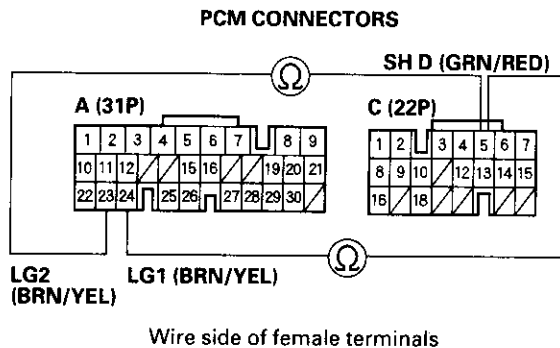 PCM CONNECTORS
Ω
SH D (GRN/RED)
A (31P)
C (22P)
1 2 3 4 5 6 7 8 9
1 2 3 4 5 6 7
10 11 12 15 16 19 20 21
8 9 10 12 13 14 15
22 23 24 25 26 27 28 29 30
16 18
LG2 (BRN/YEL)
LG1 (BRN/YEL)
Ω
Wire side of female terminals